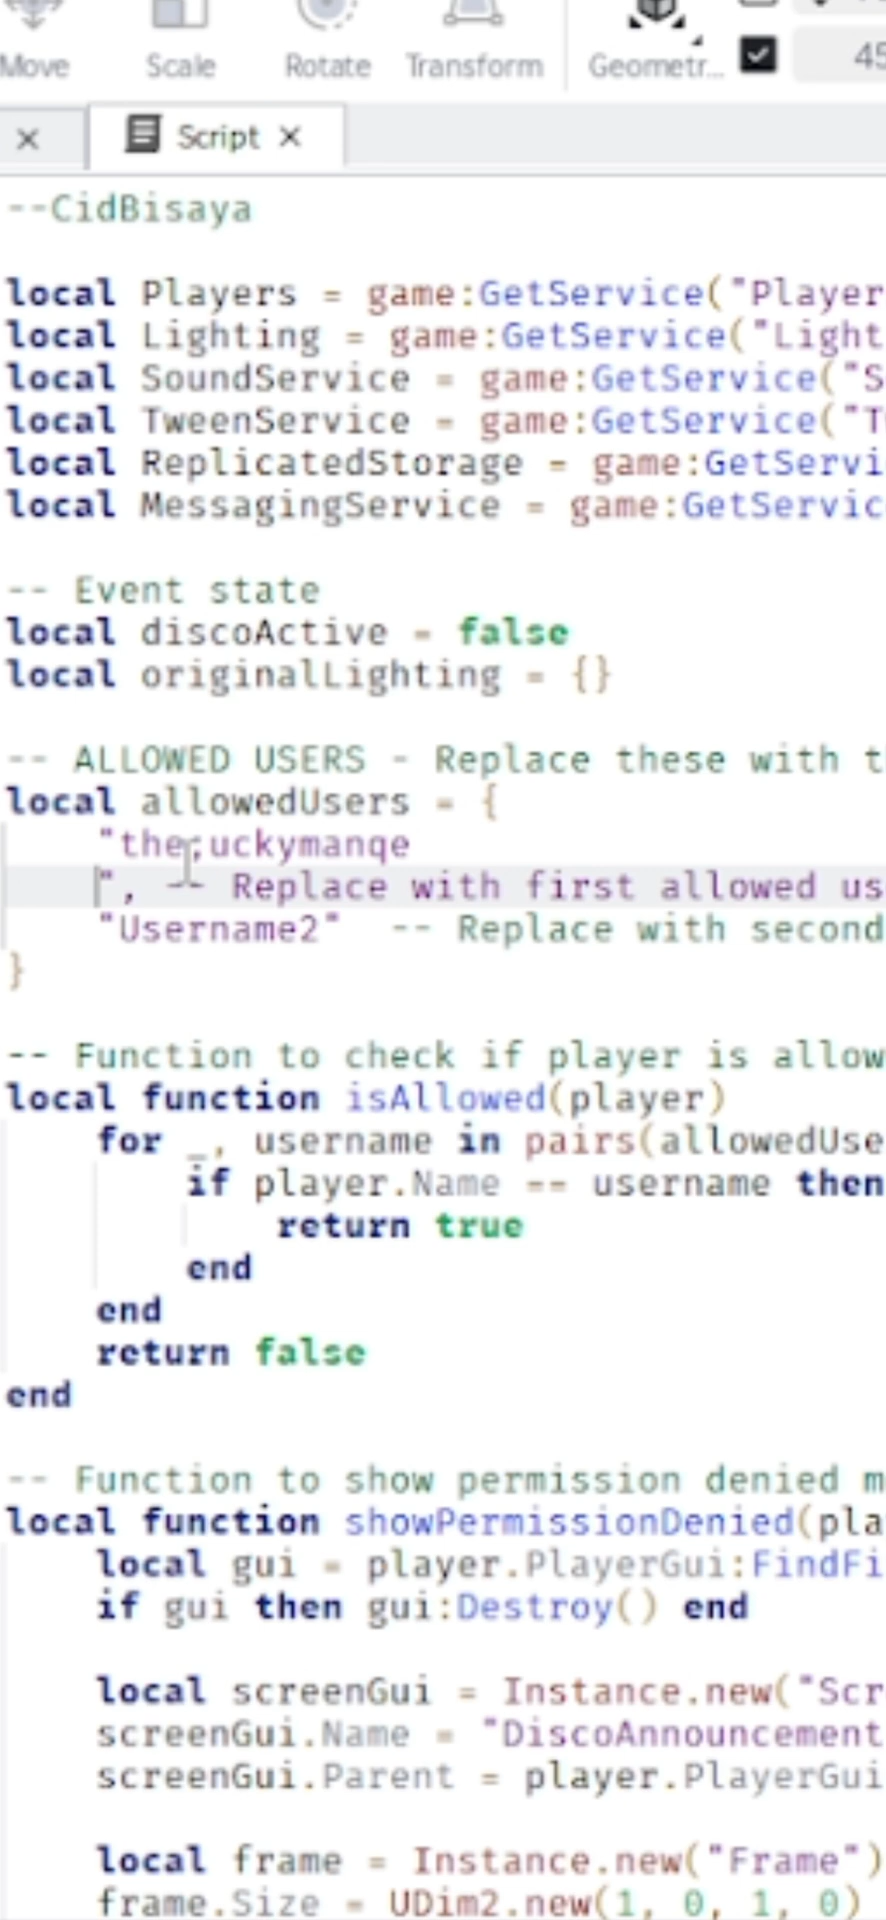 Move Scale Rotate Transform Geometr... 45
Script ×
--CidBisaya
local Players = game:GetService("Player
local Lighting = game:GetService("Light
local SoundService = game:GetService("S
local TweenService = game:GetService("T
local ReplicatedStorage = game:GetServi
local MessagingService = game:GetServic
-- Event state
local discoActive = false
local originalLighting = {}
-- ALLOWED USERS - Replace these with t
local allowedUsers = {
"the;uckymanqe
", -- Replace with first allowed us
"Username2" -- Replace with second
}
-- Function to check if player is allow
local function isAllowed(player)
for _, username in pairs(allowedUse
if player.Name == username then
return true
end
end
return false
end
-- Function to show permission denied m
local function showPermissionDenied(pla
local gui = player.PlayerGui:FindFi
if gui then gui:Destroy() end
local screenGui = Instance.new("Scr
screenGui.Name = "DiscoAnnouncement
screenGui.Parent = player.PlayerGui
local frame = Instance.new("Frame")
frame.Size = UDim2.new(1, 0, 1, 0)